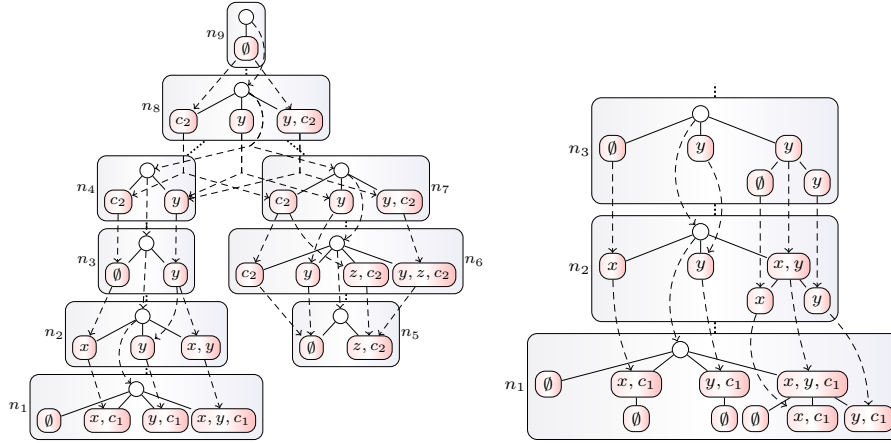 n₉
∅
n₈
c₂ y y, c₂
n₄
c₂ y
n₇
c₂ y y, c₂
n₃
∅ y
n₆
c₂ y z, c₂ y, z, c₂
n₂
x y x, y
n₅
∅ z, c₂
n₁
∅ x, c₁ y, c₁ x, y, c₁
n₃
∅ y y
∅ y
n₂
x y x, y
x y
n₁
∅ x, c₁ y, c₁ x, y, c₁
∅ ∅ ∅ x, c₁ y, c₁